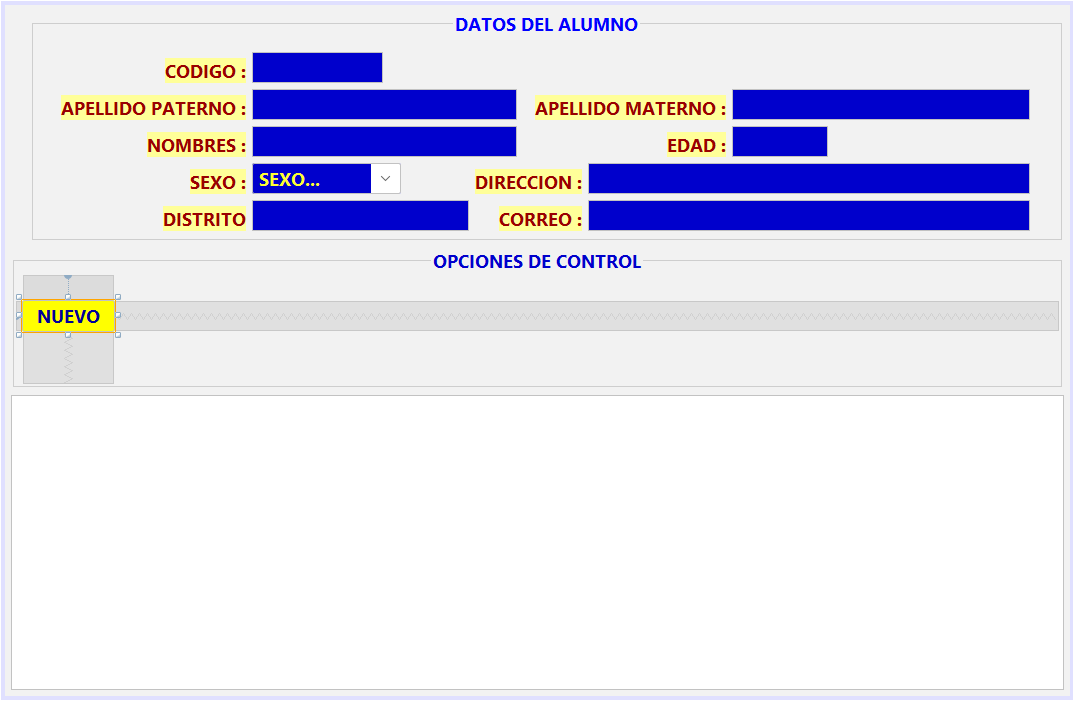 DATOS DEL ALUMNO
CODIGO :
APELLIDO PATERNO : APELLIDO MATERNO :
NOMBRES : EDAD :
SEXO : SEXO... DIRECCION :
DISTRITO CORREO :
OPCIONES DE CONTROL
NUEVO